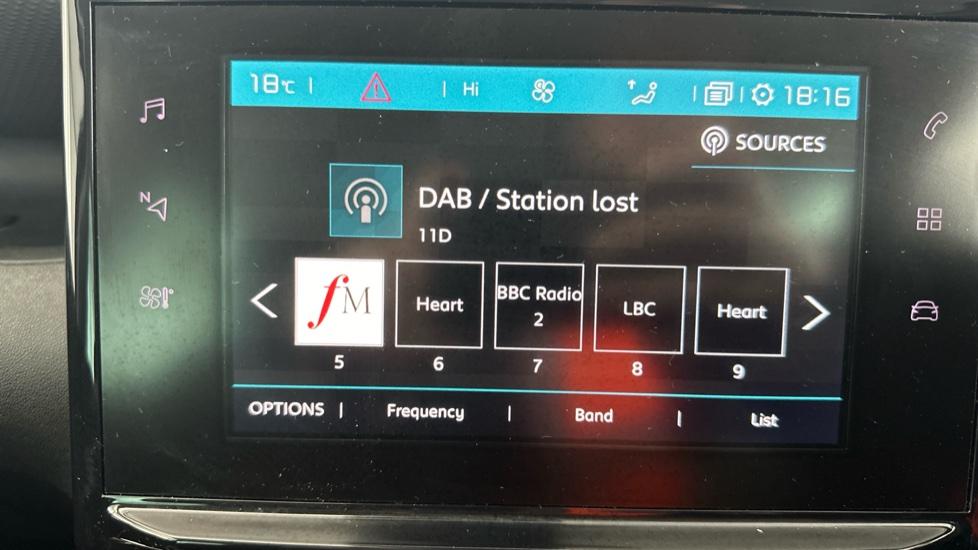 18°C | | Hi | | 18:16
SOURCES
N
DAB / Station lost
11D
fM Heart BBC Radio 2 LBC Heart
5 6 7 8 9
OPTIONS | Frequency | Band | List